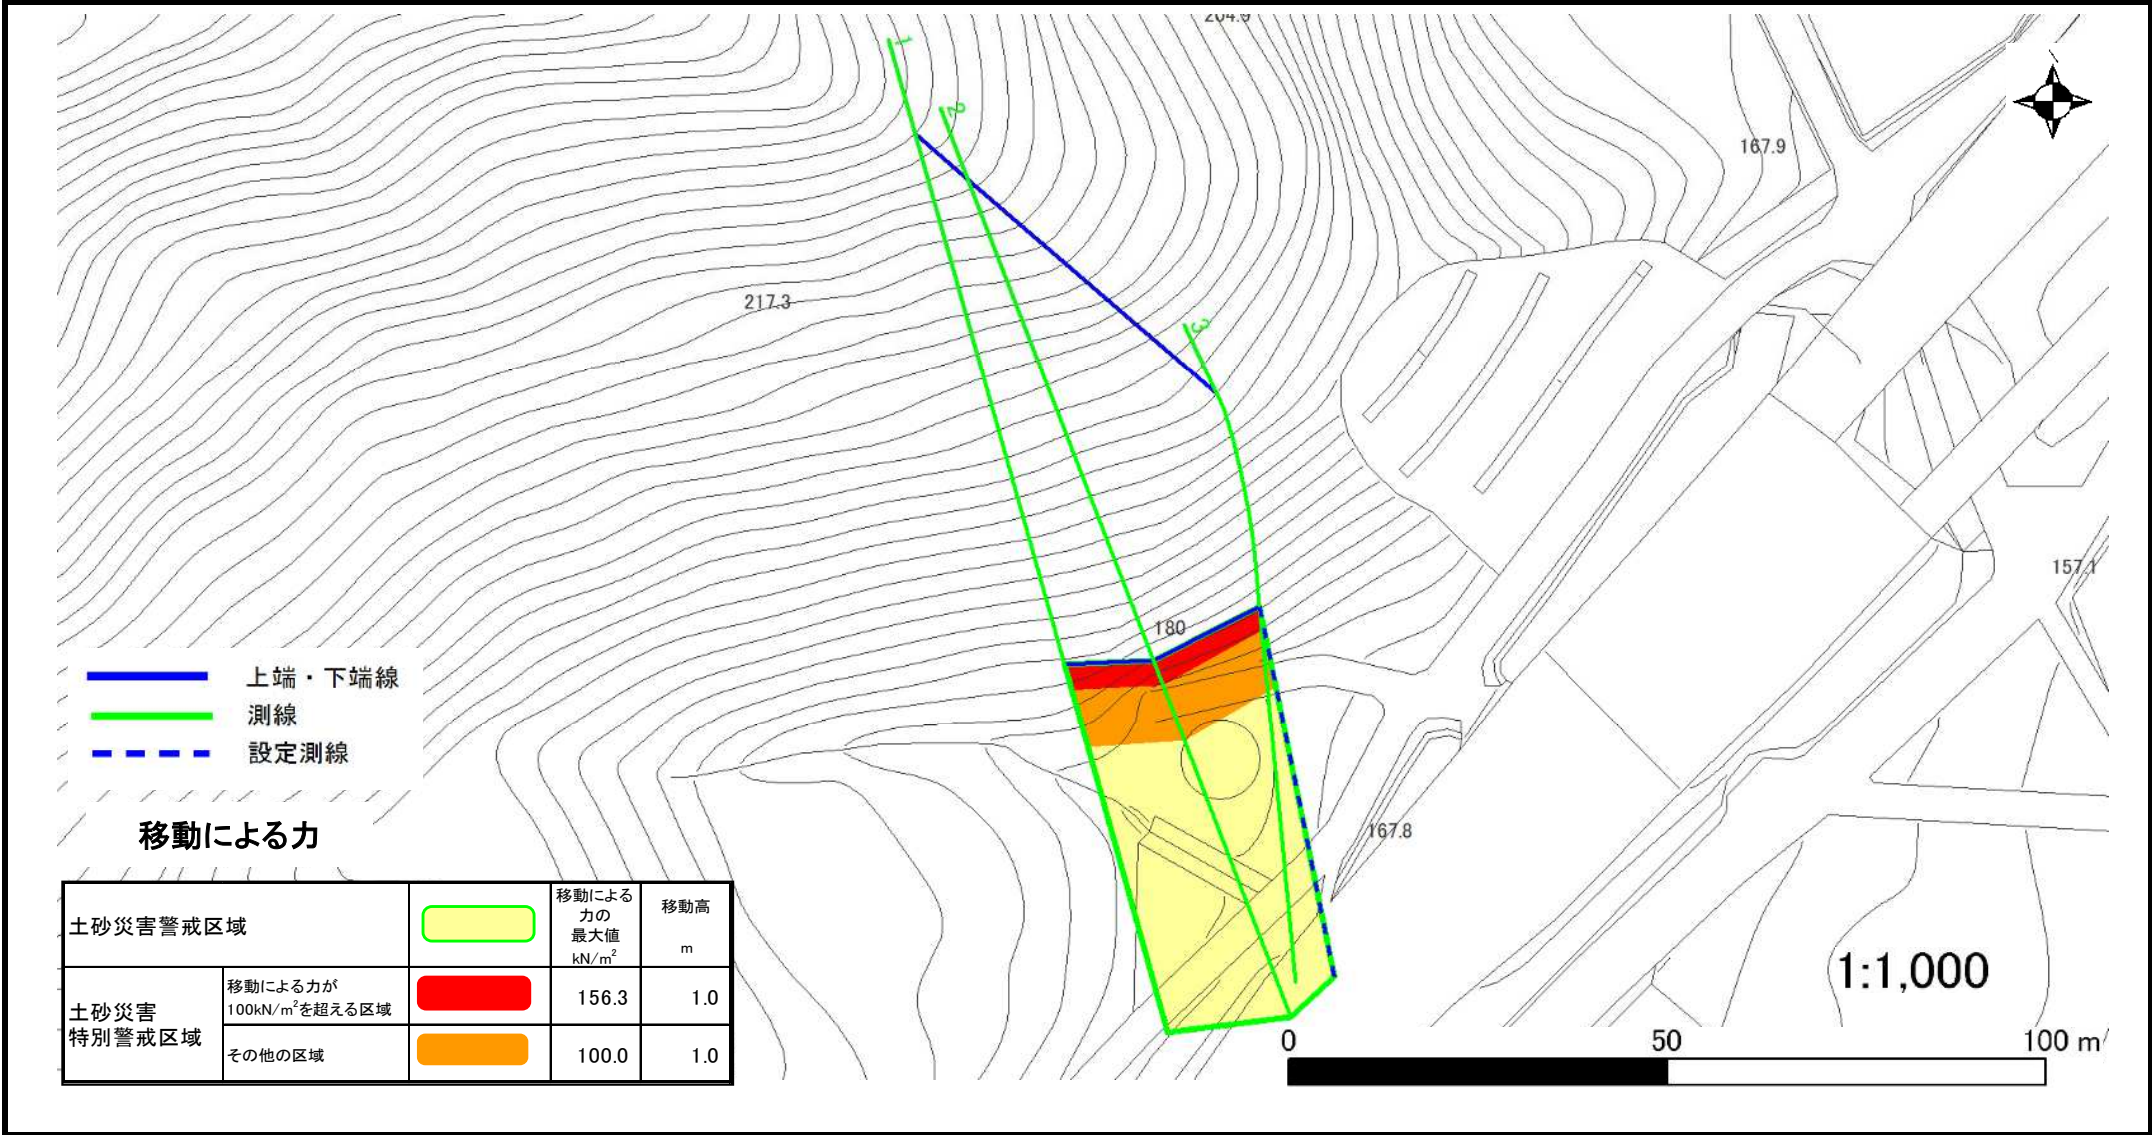 204.9
1
2
167.9
217.3
3
157.1
180
上端・下端線
測線
設定測線
移動による力
167.8
土砂災害警戒区域
移動による
力の
最大値
kN/m²
移動高
m
土砂災害
特別警戒区域
移動による力が
100kN/m²を超える区域
156.3
1.0
その他の区域
100.0
1.0
1:1,000
0
50
100 m